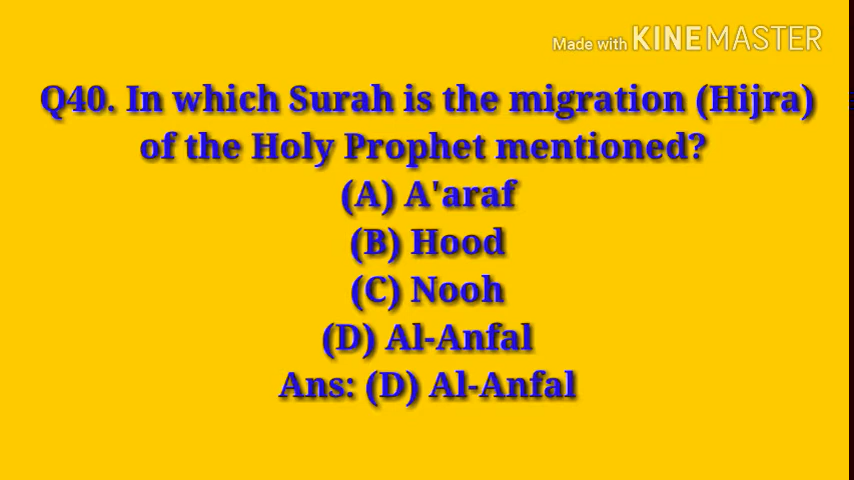 Made with KINEMASTER
Q40. In which Surah is the migration (Hijra)
of the Holy Prophet mentioned?
(A) A'araf
(B) Hood
(C) Nooh
(D) Al-Anfal
Ans: (D) Al-Anfal